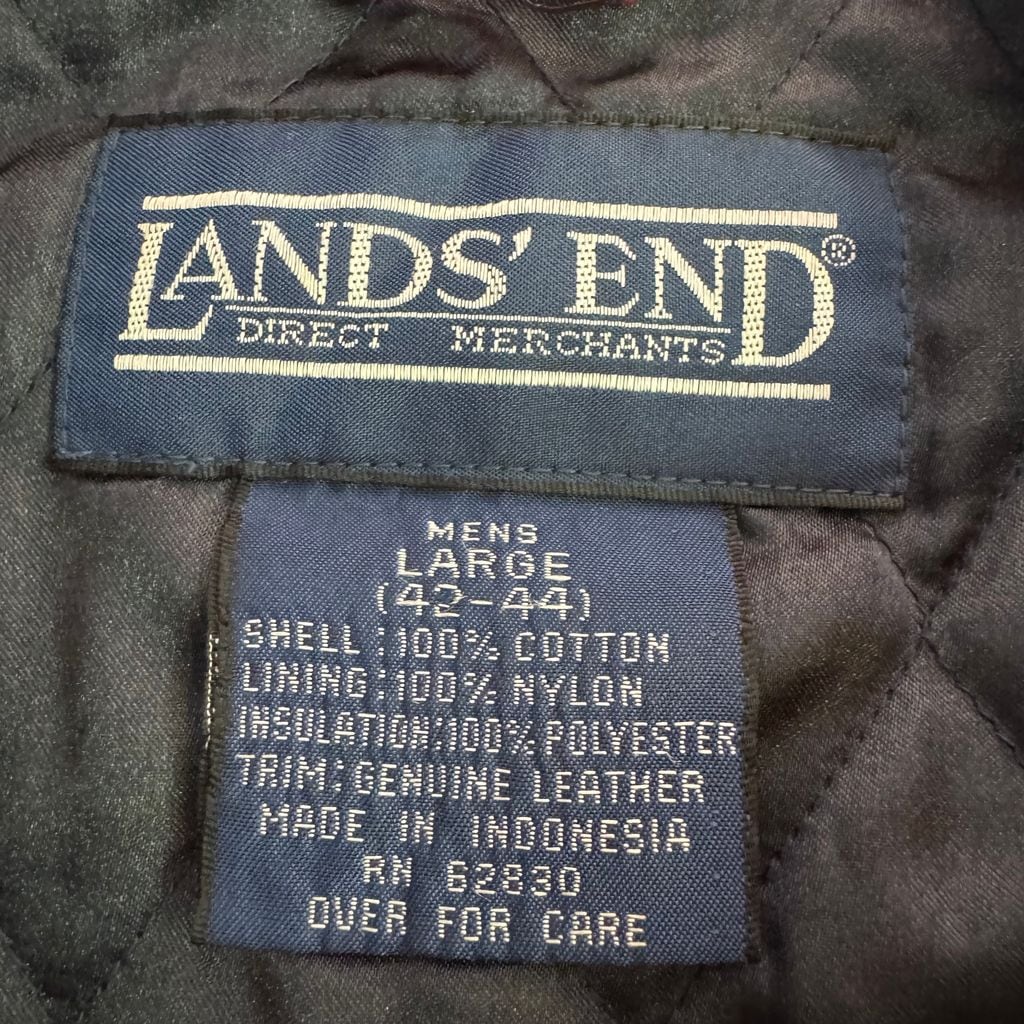 LANDS' END®
DIRECT MERCHANTS
MENS
LARGE
(42-44)
SHELL:100% COTTON
LINING:100% NYLON
INSULATION:100% POLYESTER
TRIM:GENUINE LEATHER
MADE IN INDONESIA
RN 62830
OVER FOR CARE